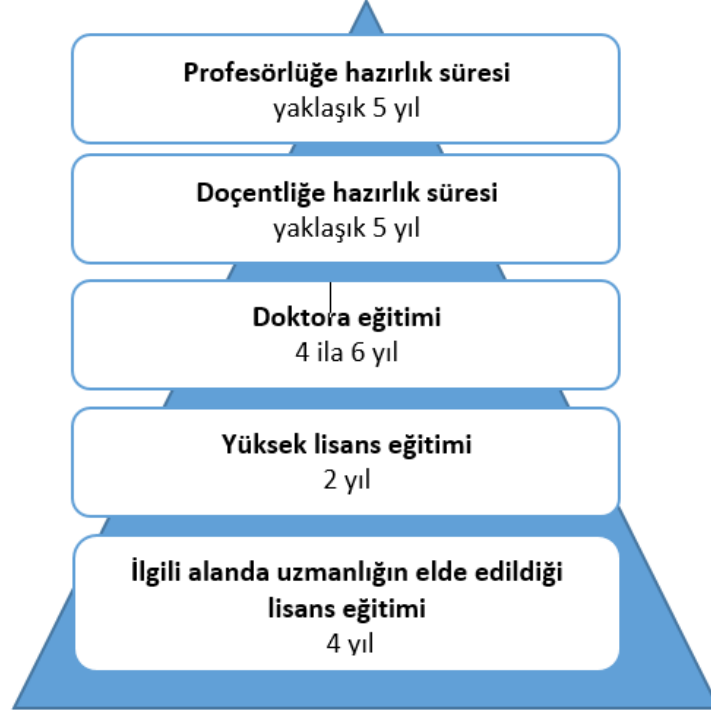 Profesörlüğe hazırlık süresi
yaklaşık 5 yıl
Doçentliğe hazırlık süresi
yaklaşık 5 yıl
Doktora eğitimi
4 ila 6 yıl
Yüksek lisans eğitimi
2 yıl
İlgili alanda uzmanlığın elde edildiği
lisans eğitimi
4 yıl